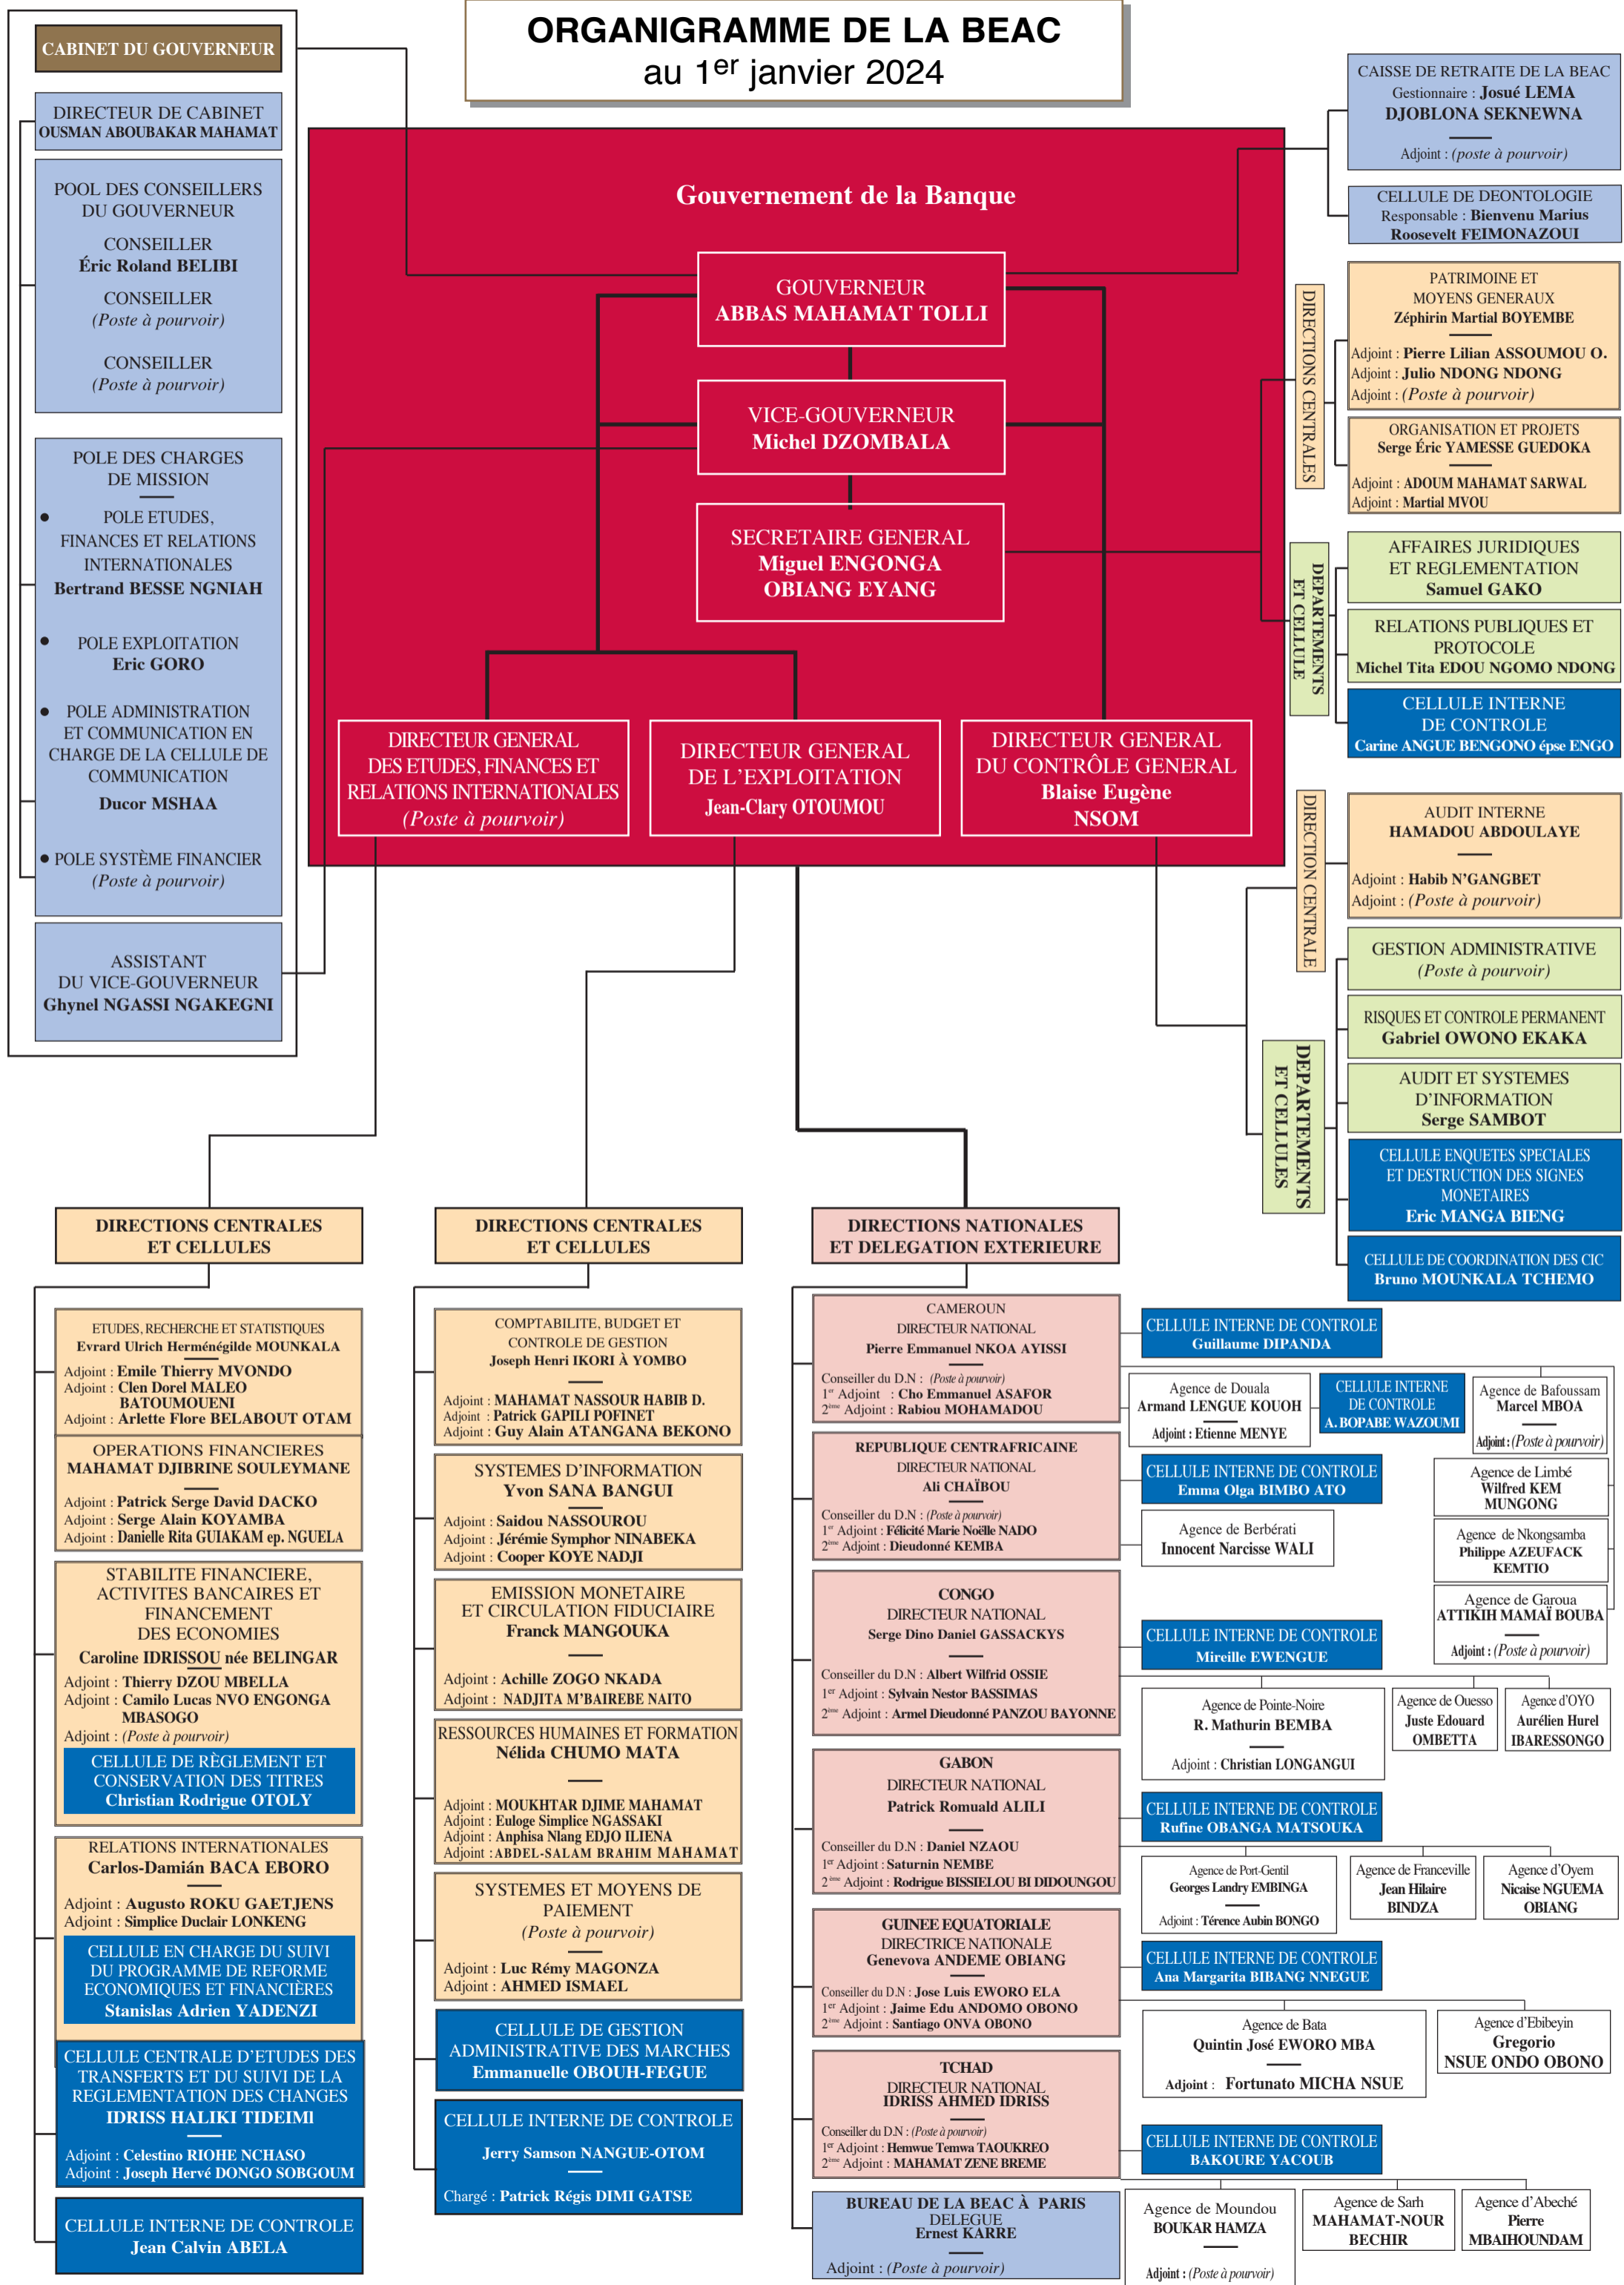 ORGANIGRAMME DE LA BEAC
au 1er janvier 2024
CABINET DU GOUVERNEUR
DIRECTEUR DE CABINET
OUSMAN ABOUBAKAR MAHAMAT
POOL DES CONSEILLERS
DU GOUVERNEUR
CONSEILLER
Éric Roland BELIBI
CONSEILLER
(Poste à pourvoir)
CONSEILLER
(Poste à pourvoir)
POLE DES CHARGES
DE MISSION
• POLE ETUDES,
FINANCES ET RELATIONS
INTERNATIONALES
Bertrand BESSE NGNIAH
• POLE EXPLOITATION
Eric GORO
• POLE ADMINISTRATION
ET COMMUNICATION EN
CHARGE DE LA CELLULE DE
COMMUNICATION
Ducor MSHAA
• POLE SYSTÈME FINANCIER
(Poste à pourvoir)
ASSISTANT
DU VICE-GOUVERNEUR
Ghynel NGASSI NGAKEGNI
Gouvernement de la Banque
GOUVERNEUR
ABBAS MAHAMAT TOLLI
VICE-GOUVERNEUR
Michel DZOMBALA
SECRETAIRE GENERAL
Miguel ENGONGA
OBIANG EYANG
DIRECTEUR GENERAL
DES ETUDES, FINANCES ET
RELATIONS INTERNATIONALES
(Poste à pourvoir)
DIRECTEUR GENERAL
DE L'EXPLOITATION
Jean-Clary OTOUMOU
DIRECTEUR GENERAL
DU CONTRÔLE GENERAL
Blaise Eugène
NSOM
CAISSE DE RETRAITE DE LA BEAC
Gestionnaire : Josué LEMA
DJOBLONA SEKNEWNA
Adjoint : (poste à pourvoir)
CELLULE DE DEONTOLOGIE
Responsable : Bienvenu Marius
Roosevelt FEIMONAZOUI
DIRECTIONS CENTRALES
PATRIMOINE ET
MOYENS GENERAUX
Zéphirin Martial BOYEMBE
Adjoint : Pierre Lilian ASSOUMOU O.
Adjoint : Julio NDONG NDONG
Adjoint : (Poste à pourvoir)
ORGANISATION ET PROJETS
Serge Éric YAMESSE GUEDOKA
Adjoint : ADOUM MAHAMAT SARWAL
Adjoint : Martial MVOU
DEPARTEMENTS
ET CELLULE
AFFAIRES JURIDIQUES
ET REGLEMENTATION
Samuel GAKO
RELATIONS PUBLIQUES ET
PROTOCOLE
Michel Tita EDOU NGOMO NDONG
CELLULE INTERNE
DE CONTROLE
Carine ANGUE BENGONO épse ENGO
DIRECTION CENTRALE
AUDIT INTERNE
HAMADOU ABDOULAYE
Adjoint : Habib N'GANGBET
Adjoint : (Poste à pourvoir)
DEPARTEMENTS
ET CELLULES
GESTION ADMINISTRATIVE
(Poste à pourvoir)
RISQUES ET CONTROLE PERMANENT
Gabriel OWONO EKAKA
AUDIT ET SYSTEMES
D'INFORMATION
Serge SAMBOT
CELLULE ENQUETES SPECIALES
ET DESTRUCTION DES SIGNES
MONETAIRES
Eric MANGA BIENG
CELLULE DE COORDINATION DES CIC
Bruno MOUNKALA TCHEMO
DIRECTIONS CENTRALES
ET CELLULES
ETUDES, RECHERCHE ET STATISTIQUES
Evrard Ulrich Herménégilde MOUNKALA
Adjoint : Emile Thierry MVONDO
Adjoint : Clen Dorel MALEO
BATOUMOUENI
Adjoint : Arlette Flore BELABOUT OTAM
OPERATIONS FINANCIERES
MAHAMAT DJIBRINE SOULEYMANE
Adjoint : Patrick Serge David DACKO
Adjoint : Serge Alain KOYAMBA
Adjoint : Danielle Rita GUIAKAM ep. NGUELA
STABILITE FINANCIERE,
ACTIVITES BANCAIRES ET
FINANCEMENT
DES ECONOMIES
Caroline IDRISSOU née BELINGAR
Adjoint : Thierry DZOU MBELLA
Adjoint : Camilo Lucas NVO ENGONGA
MBASOGO
Adjoint : (Poste à pourvoir)
CELLULE DE RÈGLEMENT ET
CONSERVATION DES TITRES
Christian Rodrigue OTOLY
RELATIONS INTERNATIONALES
Carlos-Damián BACA EBORO
Adjoint : Augusto ROKU GAETJENS
Adjoint : Simplice Duclair LONKENG
CELLULE EN CHARGE DU SUIVI
DU PROGRAMME DE REFORME
ECONOMIQUES ET FINANCIÈRES
Stanislas Adrien YADENZI
CELLULE CENTRALE D'ETUDES DES
TRANSFERTS ET DU SUIVI DE LA
REGLEMENTATION DES CHANGES
IDRISS HALIKI TIDEIMI
Adjoint : Celestino RIOHE NCHASO
Adjoint : Joseph Hervé DONGO SOBGOUM
CELLULE INTERNE DE CONTROLE
Jean Calvin ABELA
DIRECTIONS CENTRALES
ET CELLULES
COMPTABILITE, BUDGET ET
CONTROLE DE GESTION
Joseph Henri IKORI À YOMBO
Adjoint : MAHAMAT NASSOUR HABIB D.
Adjoint : Patrick GAPILI POFINET
Adjoint : Guy Alain ATANGANA BEKONO
SYSTEMES D'INFORMATION
Yvon SANA BANGUI
Adjoint : Saidou NASSOUROU
Adjoint : Jérémie Symphor NINABEKA
Adjoint : Cooper KOYE NADJI
EMISSION MONETAIRE
ET CIRCULATION FIDUCIAIRE
Franck MANGOUKA
Adjoint : Achille ZOGO NKADA
Adjoint : NADJITA M'BAIREBE NAITO
RESSOURCES HUMAINES ET FORMATION
Nélida CHUMO MATA
Adjoint : MOUKHTAR DJIME MAHAMAT
Adjoint : Euloge Simplice NGASSAKI
Adjoint : Anphisa Nlang EDJO ILIENA
Adjoint : ABDEL-SALAM BRAHIM MAHAMAT
SYSTEMES ET MOYENS DE
PAIEMENT
(Poste à pourvoir)
Adjoint : Luc Rémy MAGONZA
Adjoint : AHMED ISMAEL
CELLULE DE GESTION
ADMINISTRATIVE DES MARCHES
Emmanuelle OBOUH-FEGUE
CELLULE INTERNE DE CONTROLE
Jerry Samson NANGUE-OTOM
Chargé : Patrick Régis DIMI GATSE
DIRECTIONS NATIONALES
ET DELEGATION EXTERIEURE
CAMEROUN
DIRECTEUR NATIONAL
Pierre Emmanuel NKOA AYISSI
Conseiller du D.N : (Poste à pourvoir)
1er Adjoint : Cho Emmanuel ASAFOR
2ème Adjoint : Rabiou MOHAMADOU
CELLULE INTERNE DE CONTROLE
Guillaume DIPANDA
Agence de Douala
Armand LENGUE KOUOH
Adjoint : Etienne MENYE
CELLULE INTERNE
DE CONTROLE
A. BOPABE WAZOUMI
Agence de Bafoussam
Marcel MBOA
Adjoint : (Poste à pourvoir)
Agence de Limbé
Wilfred KEM
MUNGONG
Agence de Nkongsamba
Philippe AZEUFACK
KEMTIO
Agence de Garoua
ATTIKIH MAMAÏ BOUBA
Adjoint : (Poste à pourvoir)
REPUBLIQUE CENTRAFRICAINE
DIRECTEUR NATIONAL
Ali CHAÏBOU
Conseiller du D.N : (Poste à pourvoir)
1er Adjoint : Félicité Marie Noëlle NADO
2ème Adjoint : Dieudonné KEMBA
CELLULE INTERNE DE CONTROLE
Emma Olga BIMBO ATO
Agence de Berbérati
Innocent Narcisse WALI
CONGO
DIRECTEUR NATIONAL
Serge Dino Daniel GASSACKYS
Conseiller du D.N : Albert Wilfrid OSSIE
1er Adjoint : Sylvain Nestor BASSIMAS
2ème Adjoint : Armel Dieudonné PANZOU BAYONNE
CELLULE INTERNE DE CONTROLE
Mireille EWENGUE
Agence de Pointe-Noire
R. Mathurin BEMBA
Adjoint : Christian LONGANGUI
Agence de Ouesso
Juste Edouard
OMBETTA
Agence d'OYO
Aurélien Hurel
IBARESSONGO
GABON
DIRECTEUR NATIONAL
Patrick Romuald ALILI
Conseiller du D.N : Daniel NZAOU
1er Adjoint : Saturnin NEMBE
2ème Adjoint : Rodrigue BISSIELOU BI DIDOUNGOU
CELLULE INTERNE DE CONTROLE
Rufine OBANGA MATSOUKA
Agence de Port-Gentil
Georges Landry EMBINGA
Adjoint : Térence Aubin BONGO
Agence de Franceville
Jean Hilaire
BINDZA
Agence d'Oyem
Nicaise NGUEMA
OBIANG
GUINEE EQUATORIALE
DIRECTRICE NATIONALE
Genevova ANDEME OBIANG
Conseiller du D.N : Jose Luis EWORO ELA
1er Adjoint : Jaime Edu ANDOMO OBONO
2ème Adjoint : Santiago ONVA OBONO
CELLULE INTERNE DE CONTROLE
Ana Margarita BIBANG NNEGUE
Agence de Bata
Quintin José EWORO MBA
Adjoint : Fortunato MICHA NSUE
Agence d'Ebibeyin
Gregorio
NSUE ONDO OBONO
TCHAD
DIRECTEUR NATIONAL
IDRISS AHMED IDRISS
Conseiller du D.N : (Poste à pourvoir)
1er Adjoint : Hemwue Temwa TAOUKREO
2ème Adjoint : MAHAMAT ZENE BREME
CELLULE INTERNE DE CONTROLE
BAKOURE YACOUB
Agence de Moundou
BOUKAR HAMZA
Adjoint : (Poste à pourvoir)
Agence de Sarh
MAHAMAT-NOUR
BECHIR
Agence d'Abeché
Pierre
MBAIHOUNDAM
BUREAU DE LA BEAC À PARIS
DELEGUE
Ernest KARRE
Adjoint : (Poste à pourvoir)